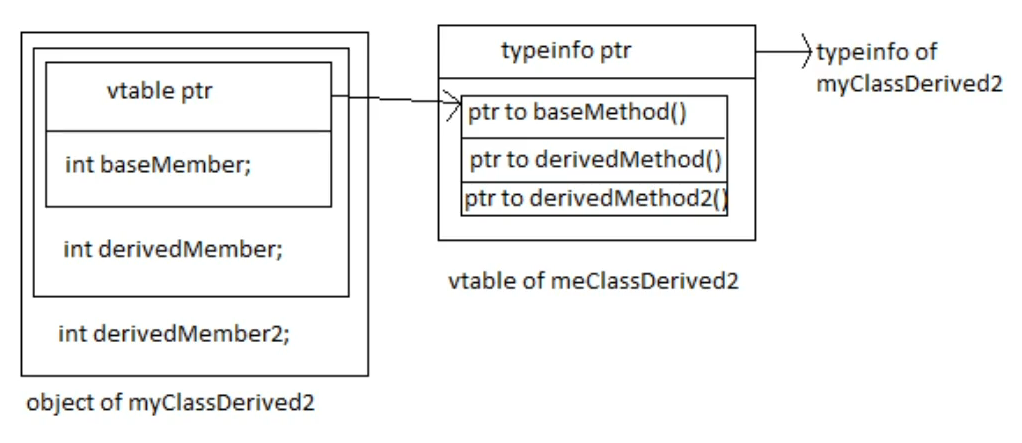 vtable ptr
int baseMember;
int derivedMember;
int derivedMember2;
object of myClassDerived2
typeinfo ptr
ptr to baseMethod()
ptr to derivedMethod()
ptr to derivedMethod2()
vtable of meClassDerived2
typeinfo of
myClassDerived2